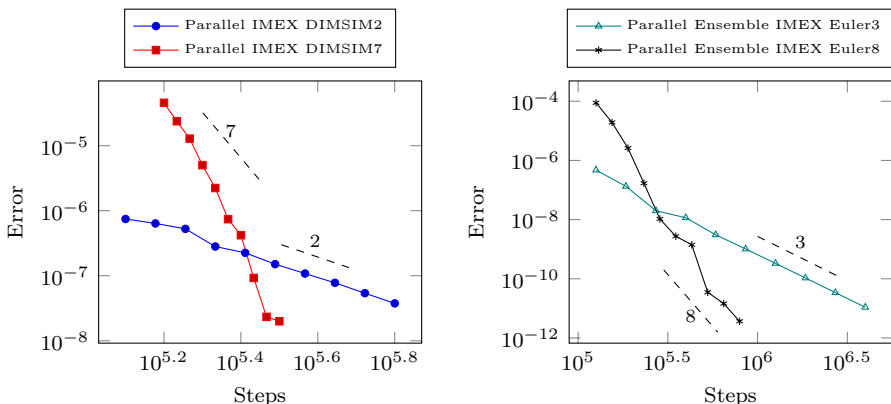 Parallel IMEX DIMSIM2
Parallel IMEX DIMSIM7
10^-5
10^-6
10^-7
10^-8
Error
7
2
10^5.2
10^5.4
10^5.6
10^5.8
Steps
Parallel Ensemble IMEX Euler3
Parallel Ensemble IMEX Euler8
10^-4
10^-6
10^-8
10^-10
10^-12
Error
3
8
10^5
10^5.5
10^6
10^6.5
Steps